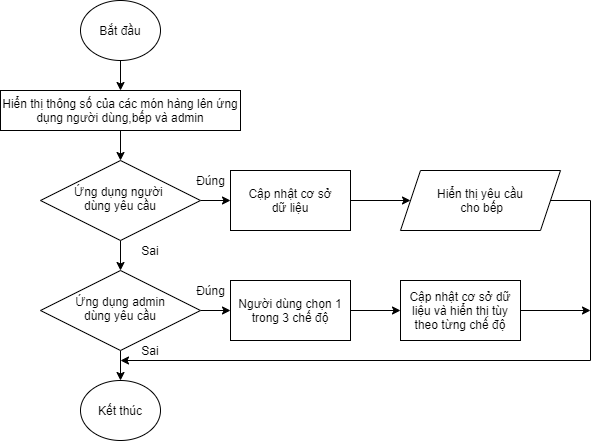 Bắt đầu
Hiển thị thông số của các món hàng lên ứng
dụng người dùng,bếp và admin
Ứng dụng người
dùng yêu cầu
Đúng
Cập nhật cơ sở
dữ liệu
Hiển thị yêu cầu
cho bếp
Sai
Ứng dụng admin
dùng yêu cầu
Đúng
Người dùng chọn 1
trong 3 chế độ
Cập nhật cơ sở dữ
liệu và hiển thị tùy
theo từng chế độ
Sai
Kết thúc